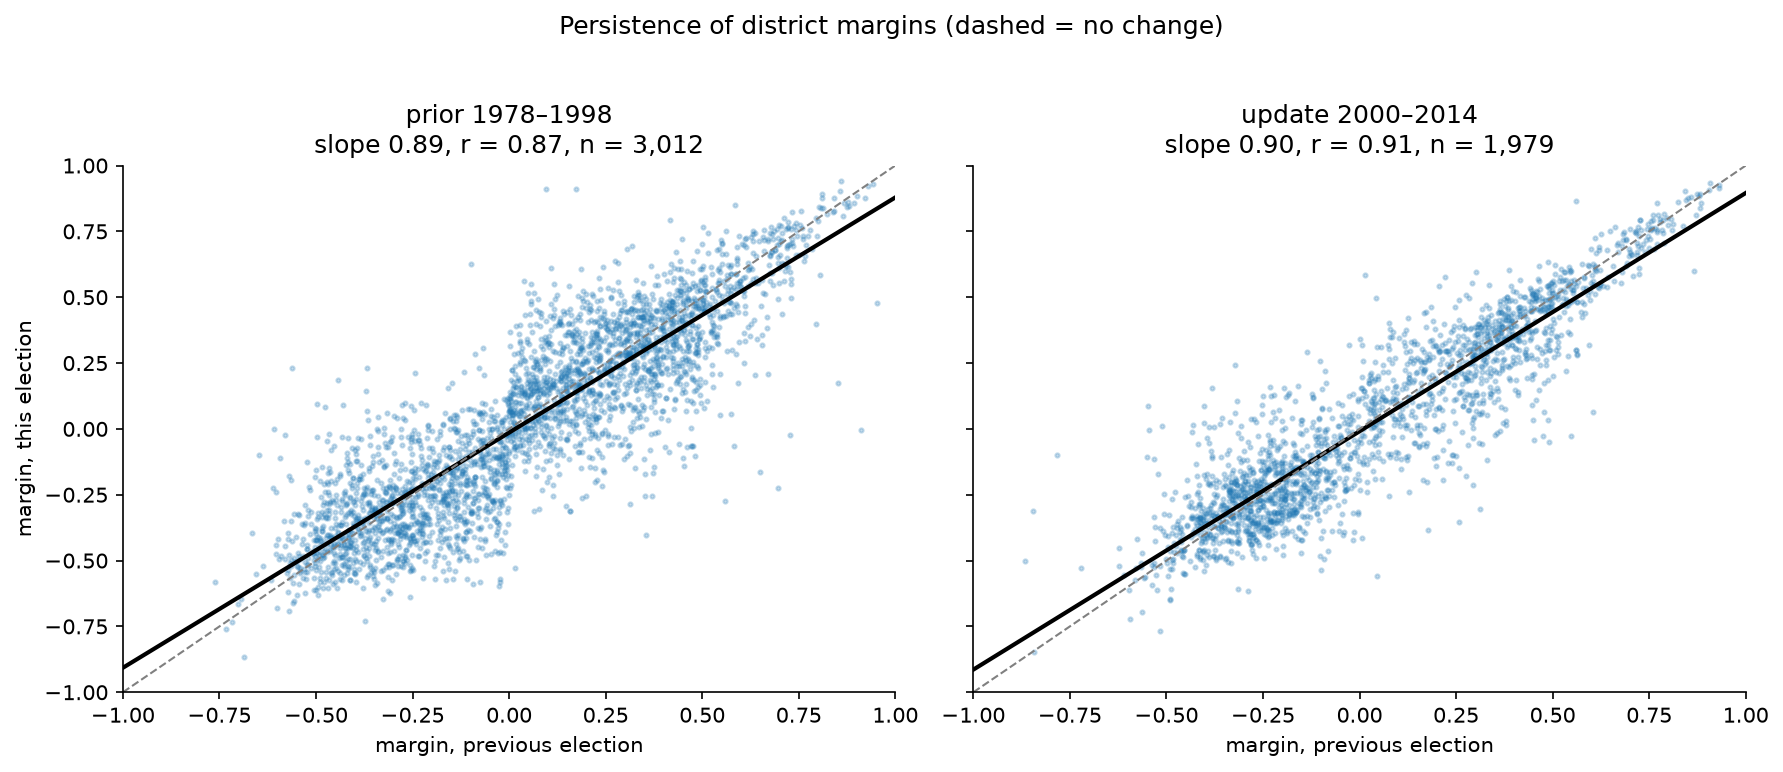 Persistence of district margins (dashed = no change)
prior 1978–1998
slope 0.89, r = 0.87, n = 3,012
1.00
0.75
0.50
0.25
0.00
−0.25
−0.50
−0.75
−1.00
margin, this election
−1.00 −0.75 −0.50 −0.25 0.00 0.25 0.50 0.75 1.00
margin, previous election
update 2000–2014
slope 0.90, r = 0.91, n = 1,979
−1.00 −0.75 −0.50 −0.25 0.00 0.25 0.50 0.75 1.00
margin, previous election